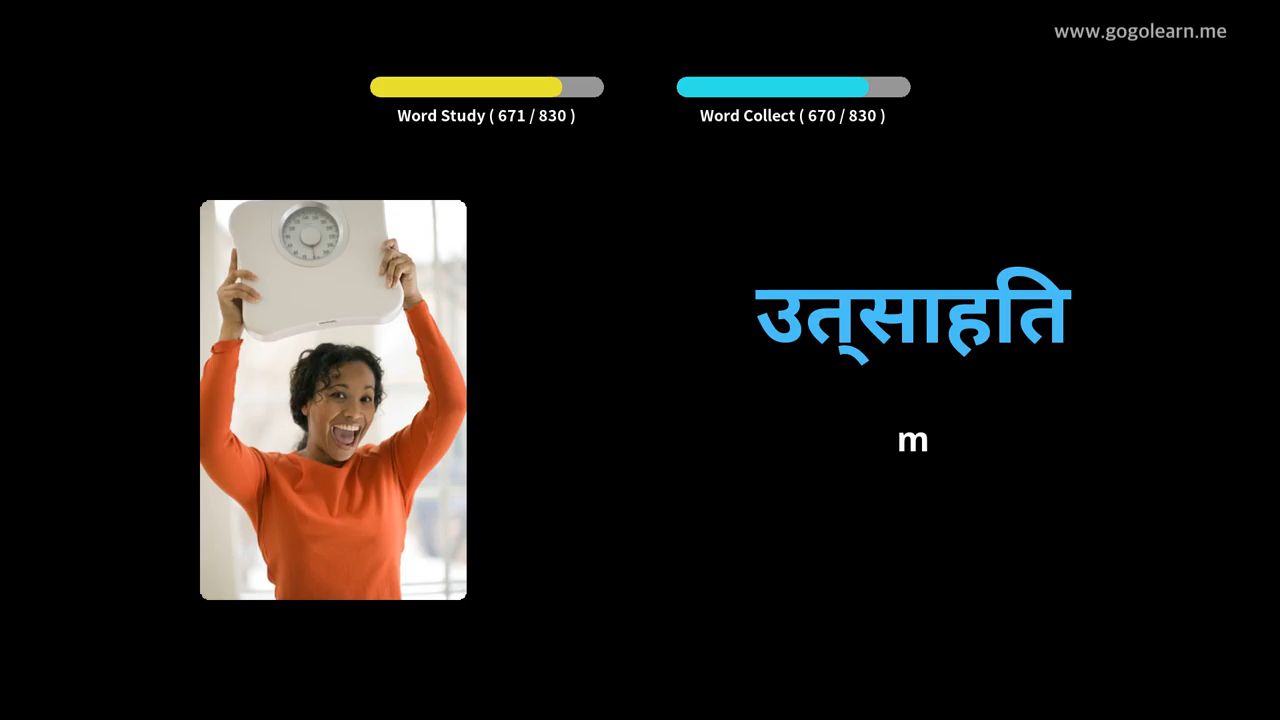 www.gogolearn.me
Word Study ( 671 / 830 )
Word Collect ( 670 / 830 )
उत्साहति
m